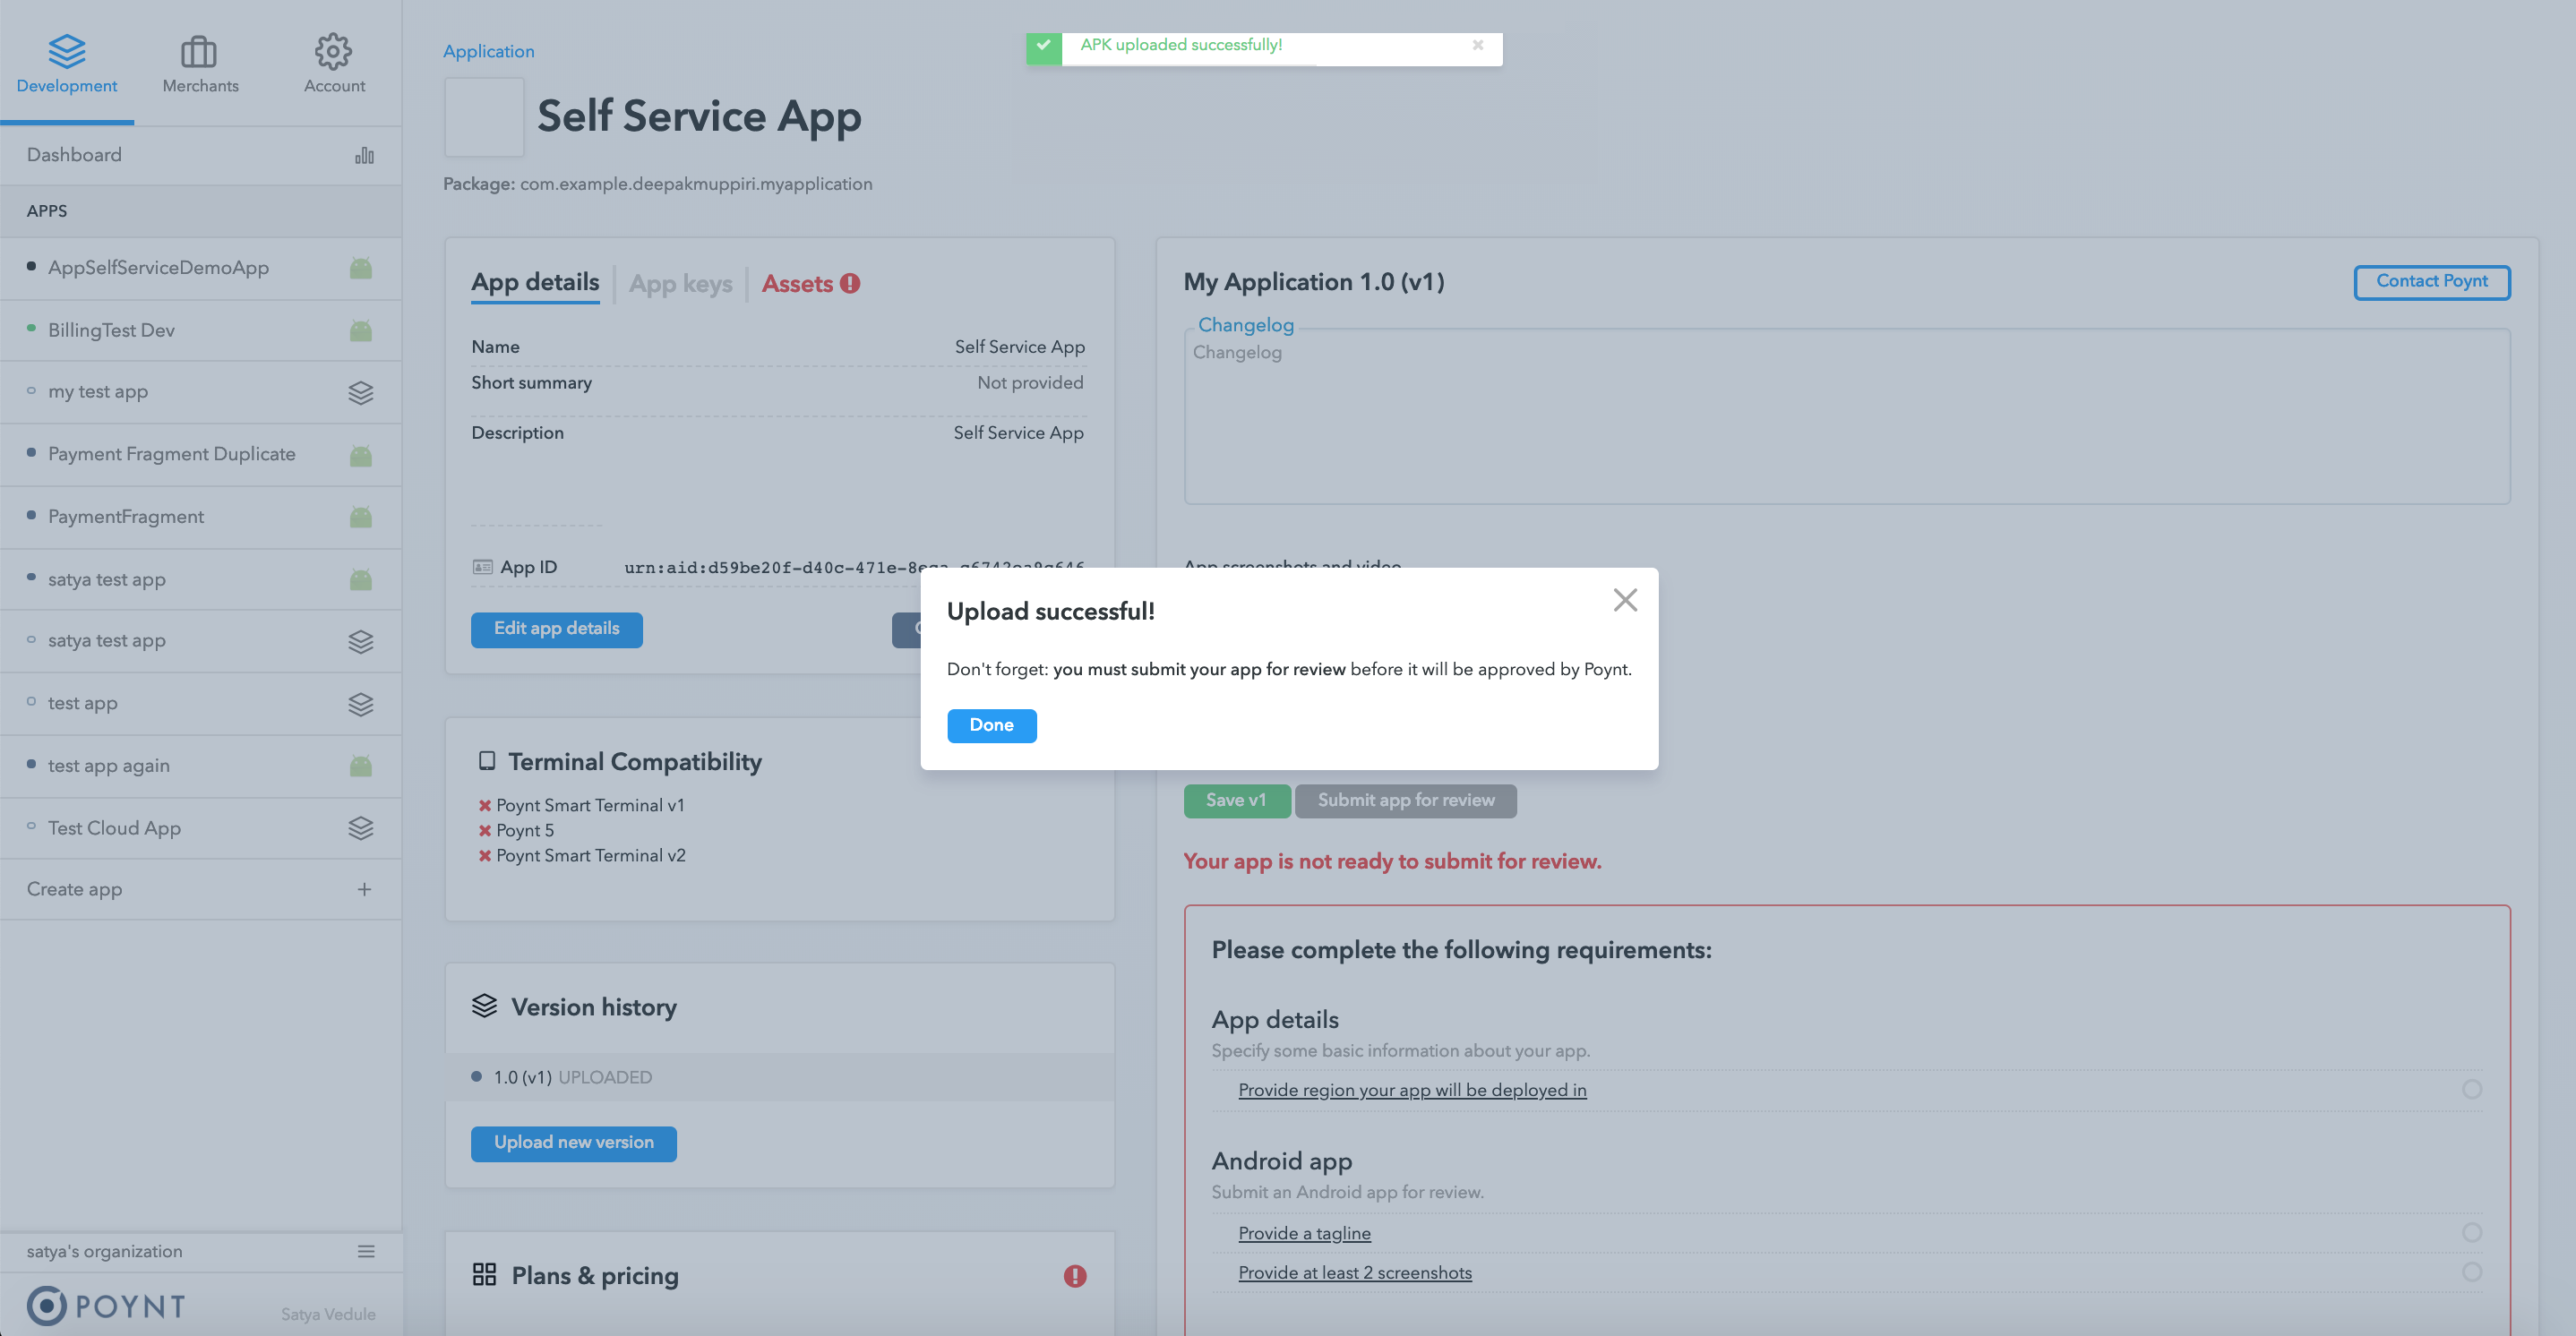 Development
Merchants
Account
Dashboard
APPS
AppSelfServiceDemoApp
BillingTest Dev
my test app
Payment Fragment Duplicate
PaymentFragment
satya test app
satya test app
test app
test app again
Test Cloud App
Create app
satya's organization
POYNT
Satya Vedule
Application
APK uploaded successfully!
Self Service App
Package: com.example.deepakmuppiri.myapplication
App details
App keys
Assets
Name
Self Service App
Short summary
Not provided
Description
Self Service App
App ID
urn:aid:d59be20f-d40c-471e-
Edit app details
Terminal Compatibility
Poynt Smart Terminal v1
Poynt 5
Poynt Smart Terminal v2
Version history
1.0 (v1) UPLOADED
Upload new version
Plans & pricing
My Application 1.0 (v1)
Contact Poynt
Changelog
Changelog
App screenshots and video
Upload successful!
Don't forget: you must submit your app for review before it will be approved by Poynt.
Done
Save v1
Submit app for review
Your app is not ready to submit for review.
Please complete the following requirements:
App details
Specify some basic information about your app.
Provide region your app will be deployed in
Android app
Submit an Android app for review.
Provide a tagline
Provide at least 2 screenshots